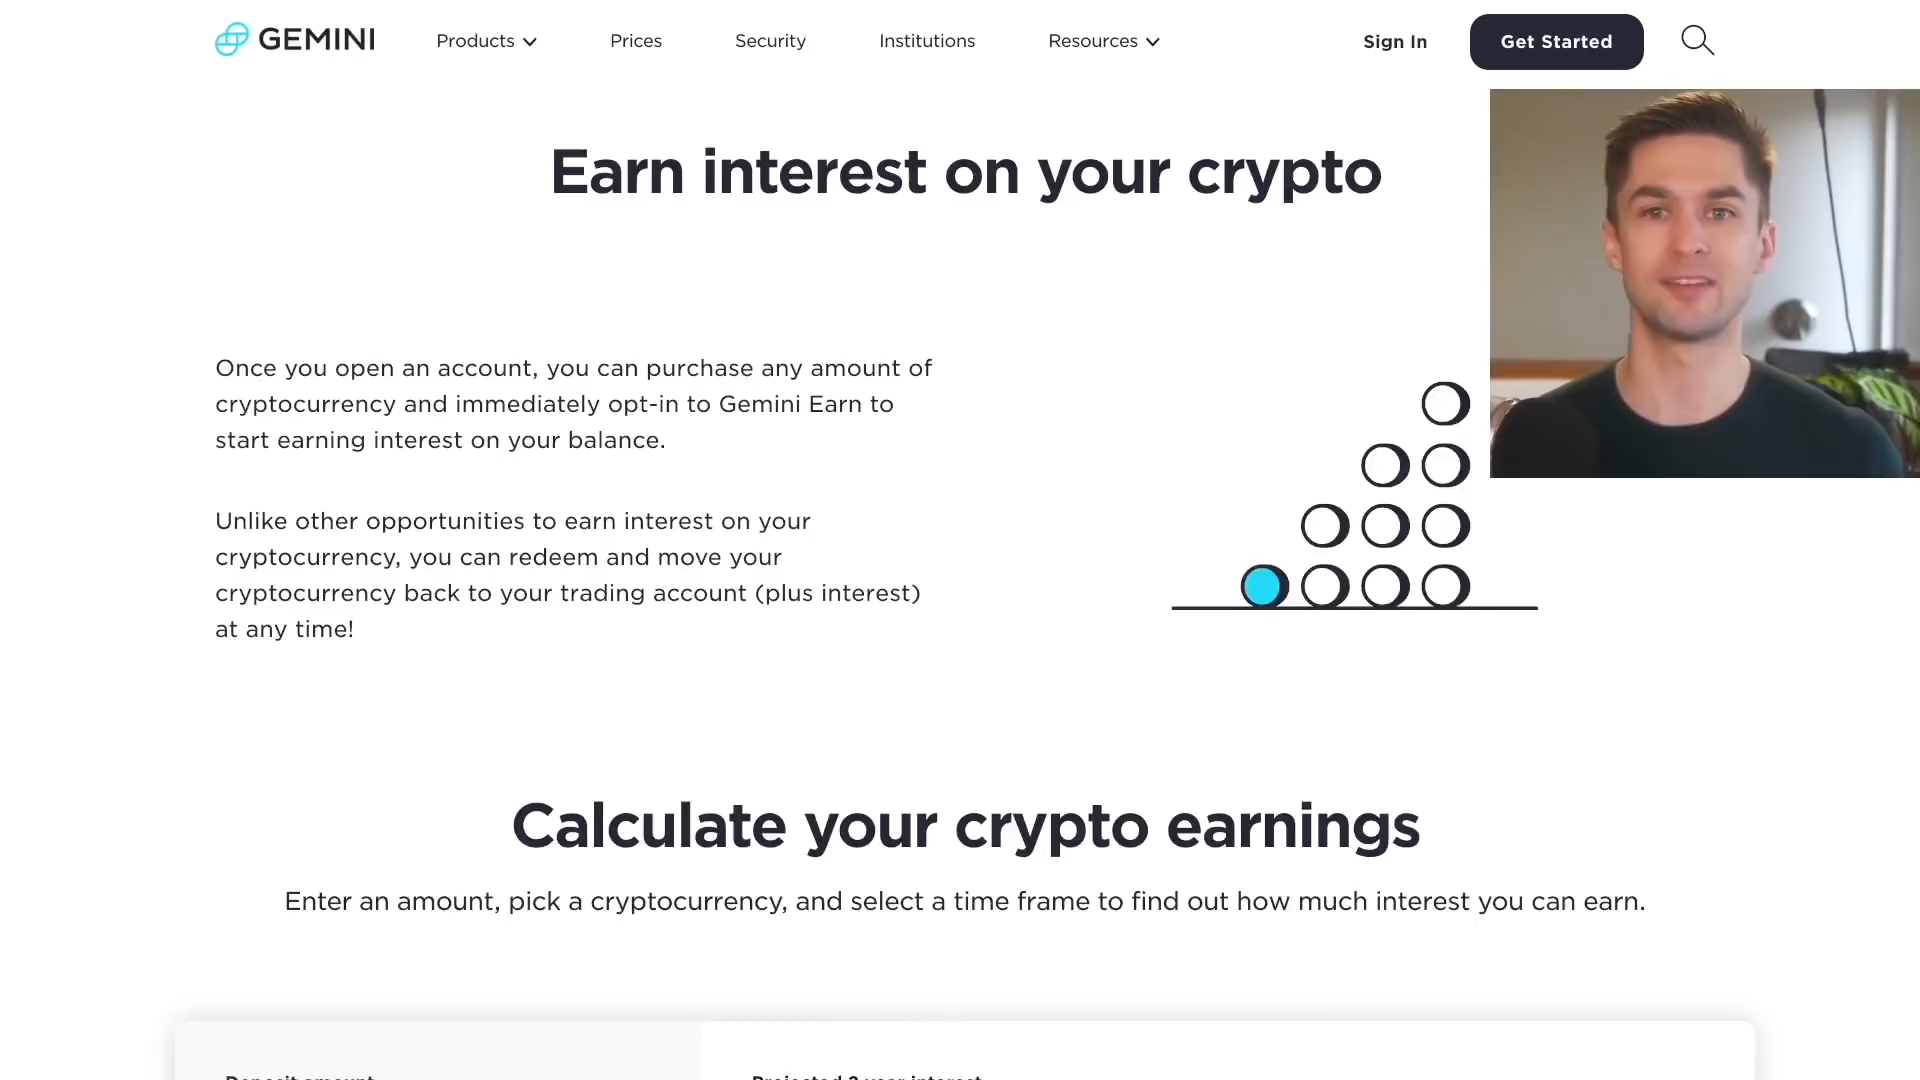 GEMINI
Products
Prices
Security
Institutions
Resources
Sign In
Get Started
Earn interest on your crypto
Once you open an account, you can purchase any amount of
cryptocurrency and immediately opt-in to Gemini Earn to
start earning interest on your balance.
Unlike other opportunities to earn interest on your
cryptocurrency, you can redeem and move your
cryptocurrency back to your trading account (plus interest)
at any time!
Calculate your crypto earnings
Enter an amount, pick a cryptocurrency, and select a time frame to find out how much interest you can earn.
Deposit amount